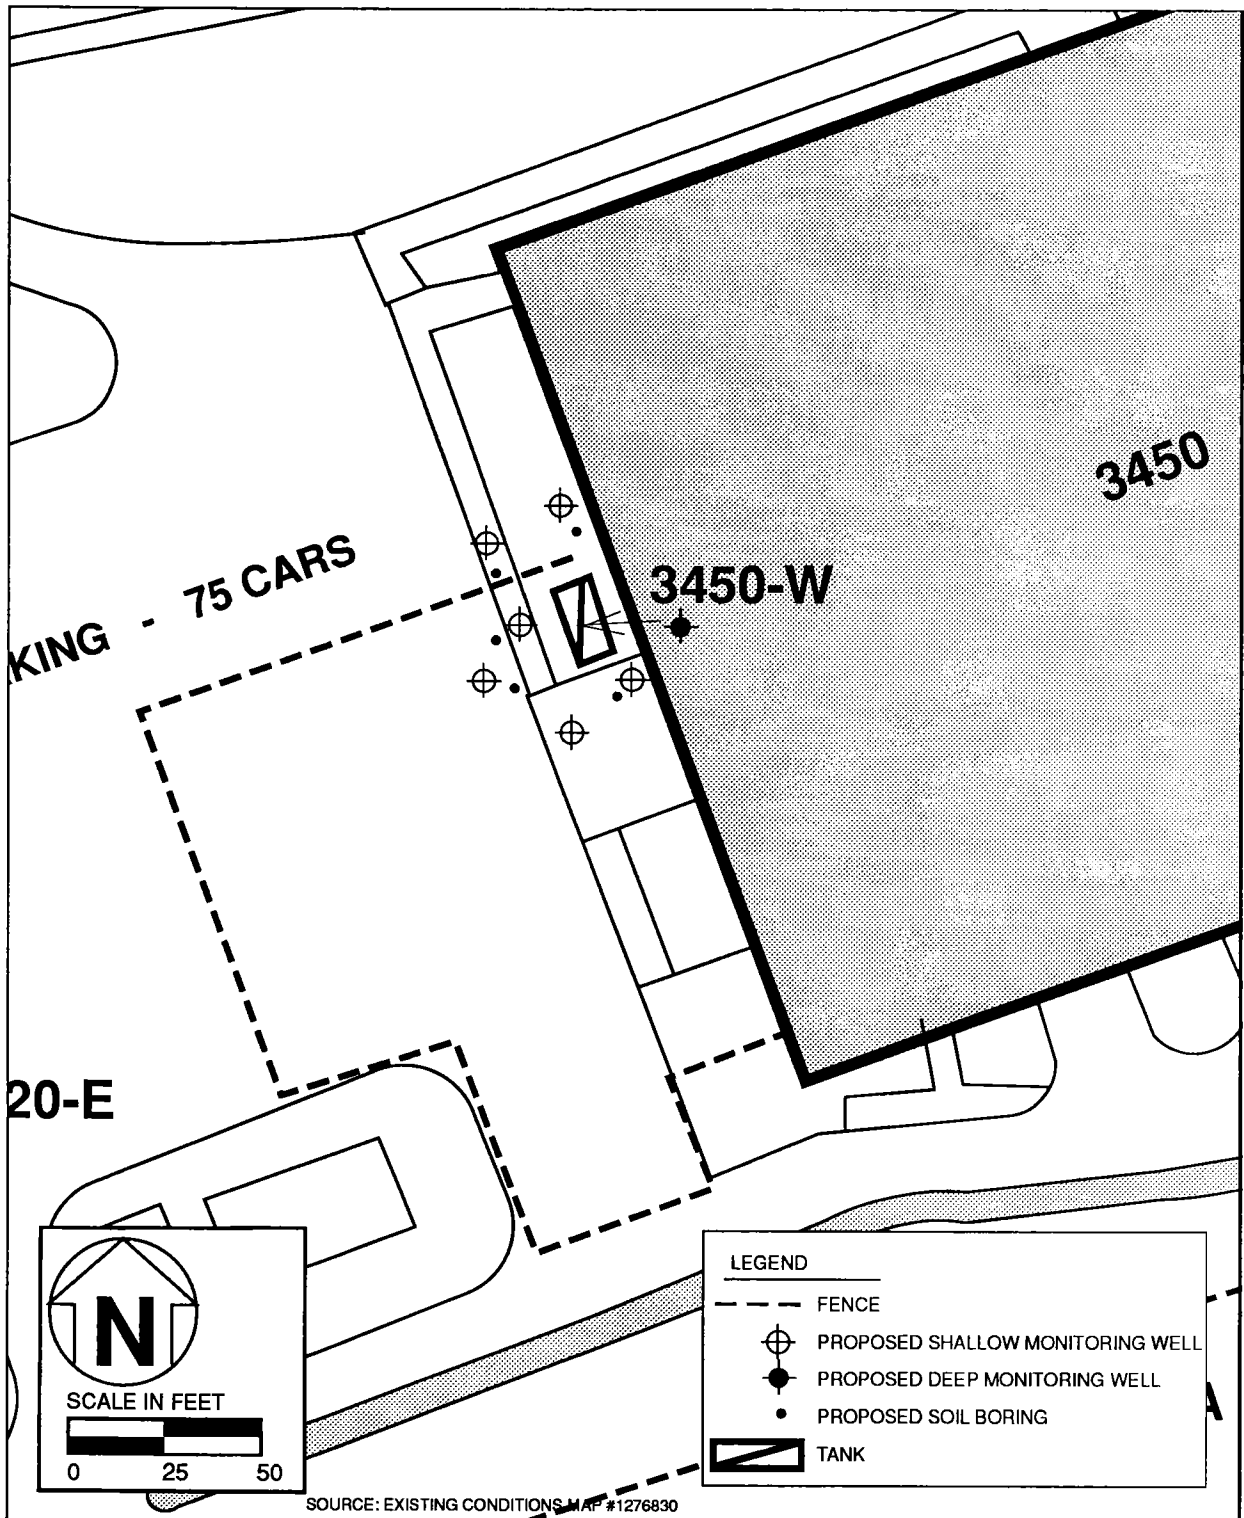 3450
75 CARS
-
KING
3450-W
20-E
N
SCALE IN FEET
0 25 50
LEGEND
FENCE
PROPOSED SHALLOW MONITORING WELL
PROPOSED DEEP MONITORING WELL
PROPOSED SOIL BORING
TANK
A
SOURCE: EXISTING CONDITIONS MAP #1276830